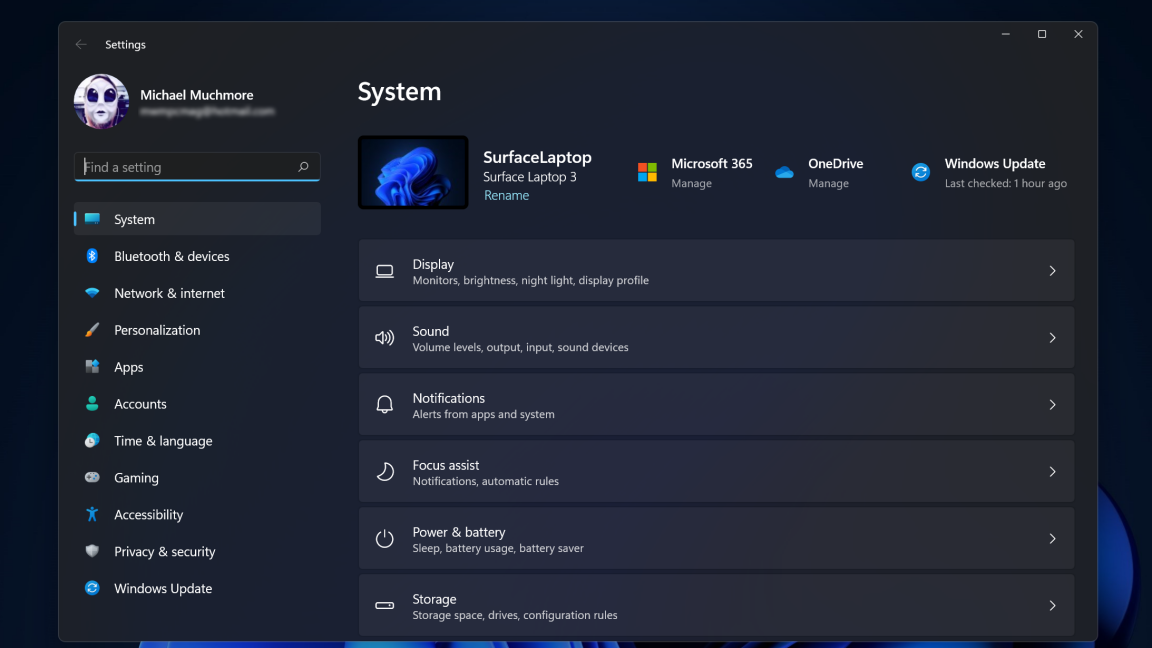 Settings
Michael Muchmore
Find a setting
System
Bluetooth & devices
Network & internet
Personalization
Apps
Accounts
Time & language
Gaming
Accessibility
Privacy & security
Windows Update
System
SurfaceLaptop
Surface Laptop 3
Rename
Microsoft 365
Manage
OneDrive
Manage
Windows Update
Last checked: 1 hour ago
Display
Monitors, brightness, night light, display profile
Sound
Volume levels, output, input, sound devices
Notifications
Alerts from apps and system
Focus assist
Notifications, automatic rules
Power & battery
Sleep, battery usage, battery saver
Storage
Storage space, drives, configuration rules